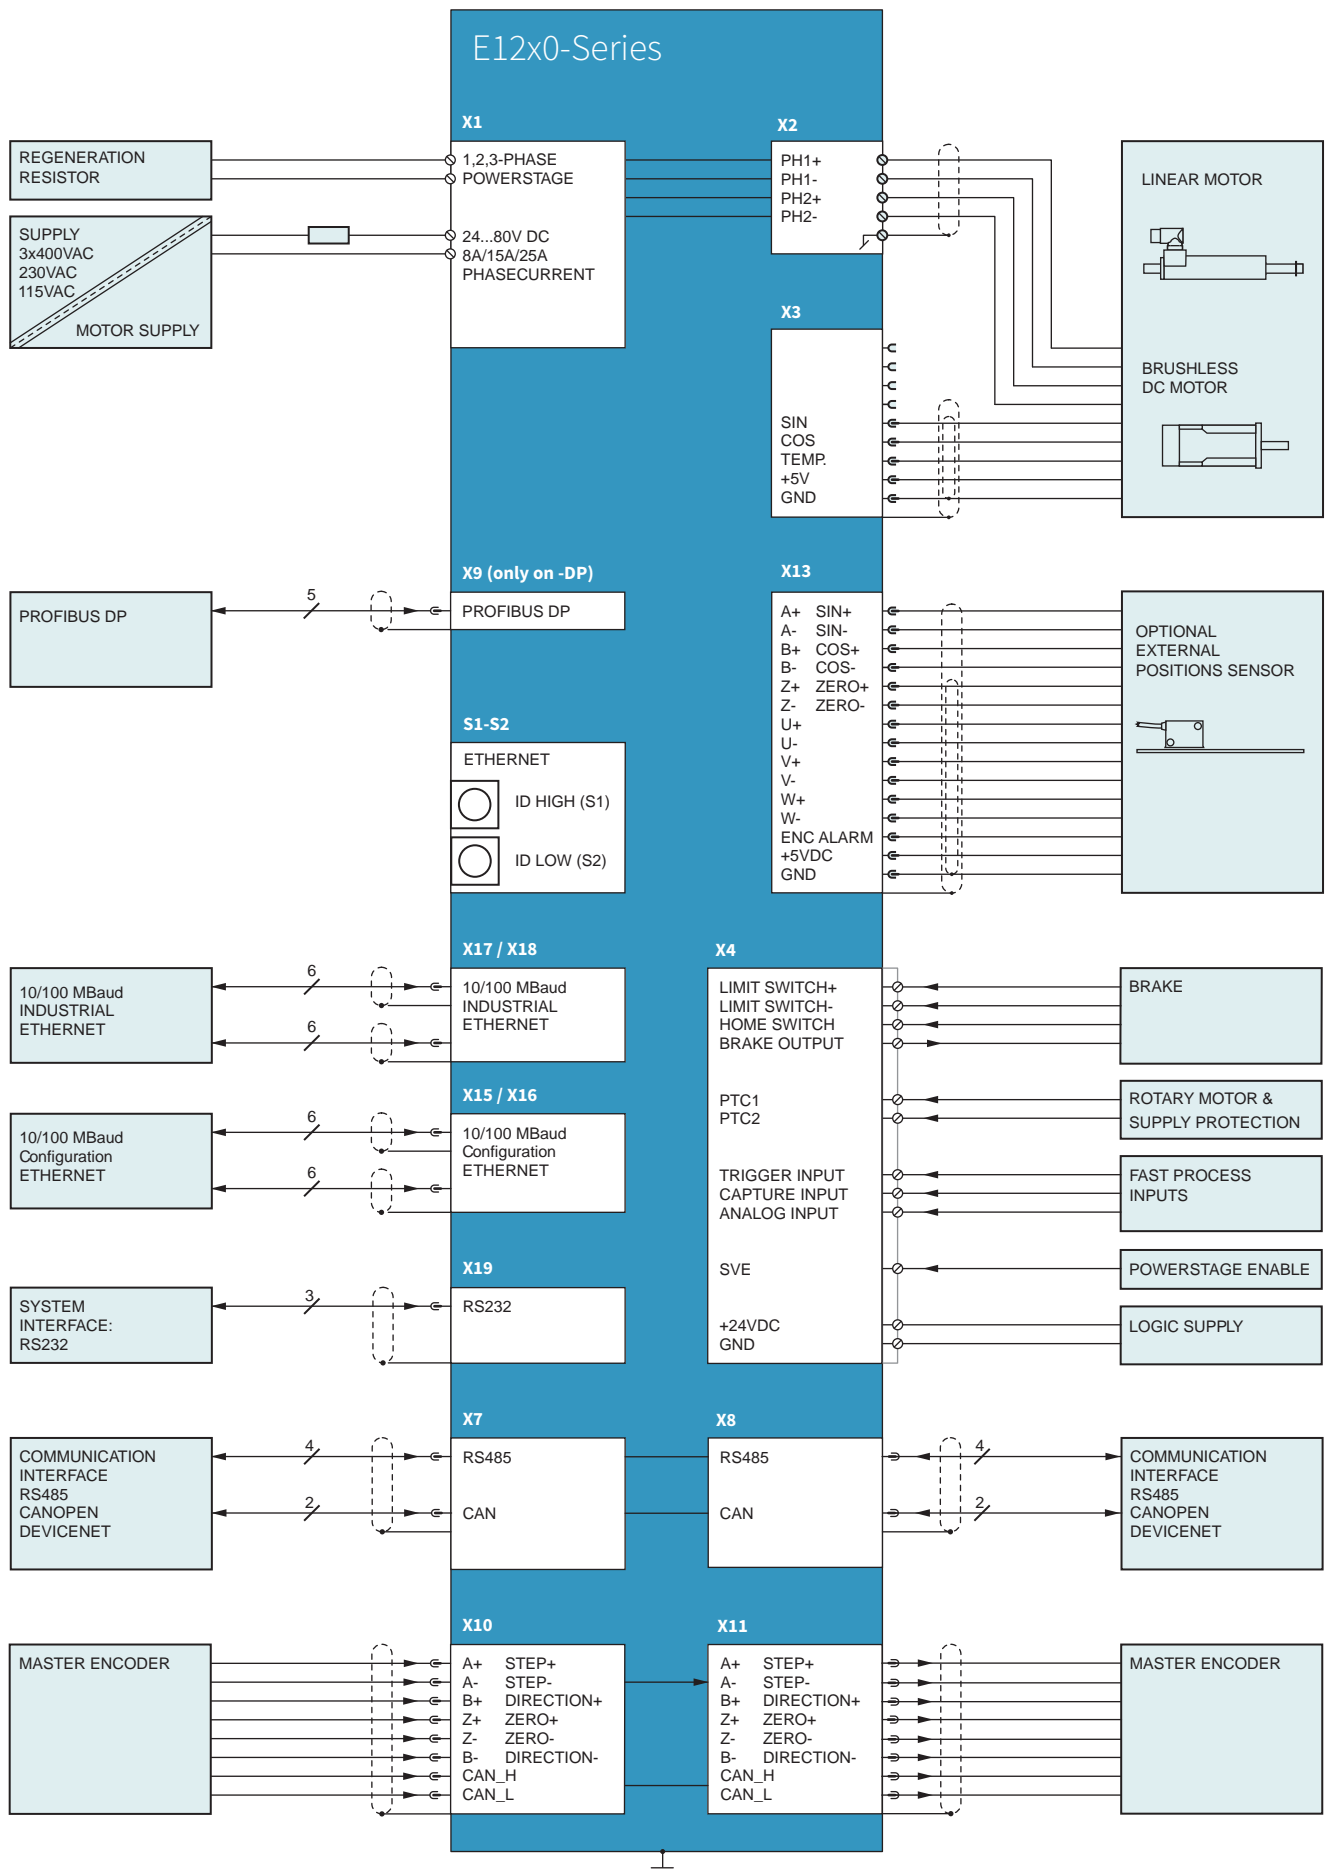 E12x0-Series
X1
REGENERATION
RESISTOR
SUPPLY
3x400VAC
230VAC
115VAC
MOTOR SUPPLY
1,2,3-PHASE
POWERSTAGE
24...80V DC
8A/15A/25A
PHASECURRENT
X2
PH1+
PH1-
PH2+
PH2-
LINEAR MOTOR
BRUSHLESS
DC MOTOR
X3
SIN
COS
TEMP.
+5V
GND
X9 (only on -DP)
PROFIBUS DP
5
PROFIBUS DP
X13
A+ SIN+
A- SIN-
B+ COS+
B- COS-
Z+ ZERO+
Z- ZERO-
U+
U-
V+
V-
W+
W-
ENC ALARM
+5VDC
GND
OPTIONAL
EXTERNAL
POSITIONS SENSOR
S1-S2
ETHERNET
ID HIGH (S1)
ID LOW (S2)
X17 / X18
10/100 MBaud
INDUSTRIAL
ETHERNET
6
6
10/100 MBaud
INDUSTRIAL
ETHERNET
X15 / X16
10/100 MBaud
Configuration
ETHERNET
6
6
10/100 MBaud
Configuration
ETHERNET
X4
LIMIT SWITCH+
LIMIT SWITCH-
HOME SWITCH
BRAKE OUTPUT
PTC1
PTC2
TRIGGER INPUT
CAPTURE INPUT
ANALOG INPUT
SVE
+24VDC
GND
BRAKE
ROTARY MOTOR &
SUPPLY PROTECTION
FAST PROCESS
INPUTS
POWERSTAGE ENABLE
LOGIC SUPPLY
X19
SYSTEM
INTERFACE:
RS232
3
RS232
X7
COMMUNICATION
INTERFACE
RS485
CANOPEN
DEVICENET
4
2
RS485
CAN
X8
RS485
CAN
4
2
COMMUNICATION
INTERFACE
RS485
CANOPEN
DEVICENET
X10
MASTER ENCODER
A+ STEP+
A- STEP-
B+ DIRECTION+
Z+ ZERO+
Z- ZERO-
B- DIRECTION-
CAN_H
CAN_L
X11
A+ STEP+
A- STEP-
B+ DIRECTION+
Z+ ZERO+
Z- ZERO-
B- DIRECTION-
CAN_H
CAN_L
MASTER ENCODER